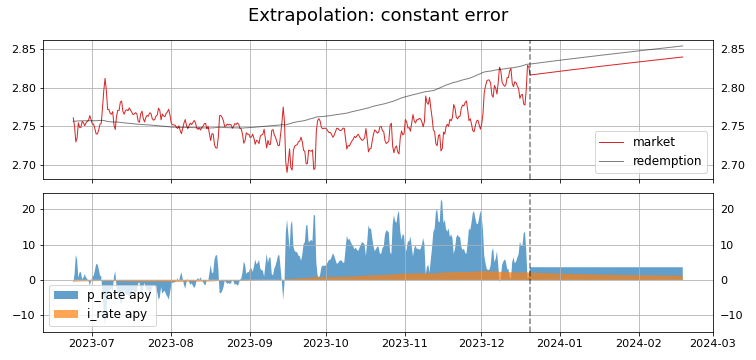 Extrapolation: constant error
2.85 2.85
2.80 2.80
2.75 2.75
2.70 2.70
market
redemption
20 20
10 10
0 0
−10 −10
p_rate apy
i_rate apy
2023-07 2023-08 2023-09 2023-10 2023-11 2023-12 2024-01 2024-02 2024-03